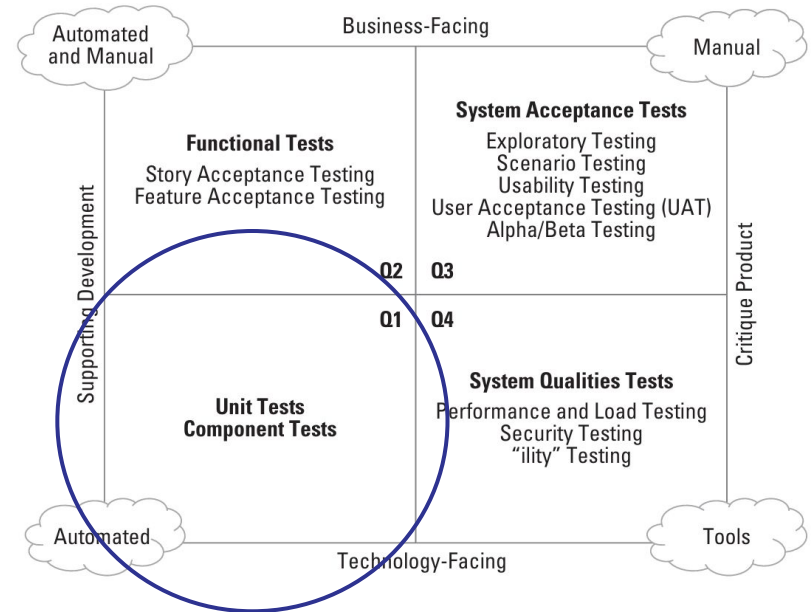 Automated
and Manual
Business-Facing
Manual
Functional Tests
Story Acceptance Testing
Feature Acceptance Testing
System Acceptance Tests
Exploratory Testing
Scenario Testing
Usability Testing
User Acceptance Testing (UAT)
Alpha/Beta Testing
Supporting Development
Critique Product
Q2
Q3
Q1
Q4
Unit Tests
Component Tests
System Qualities Tests
Performance and Load Testing
Security Testing
“ility” Testing
Automated
Technology-Facing
Tools